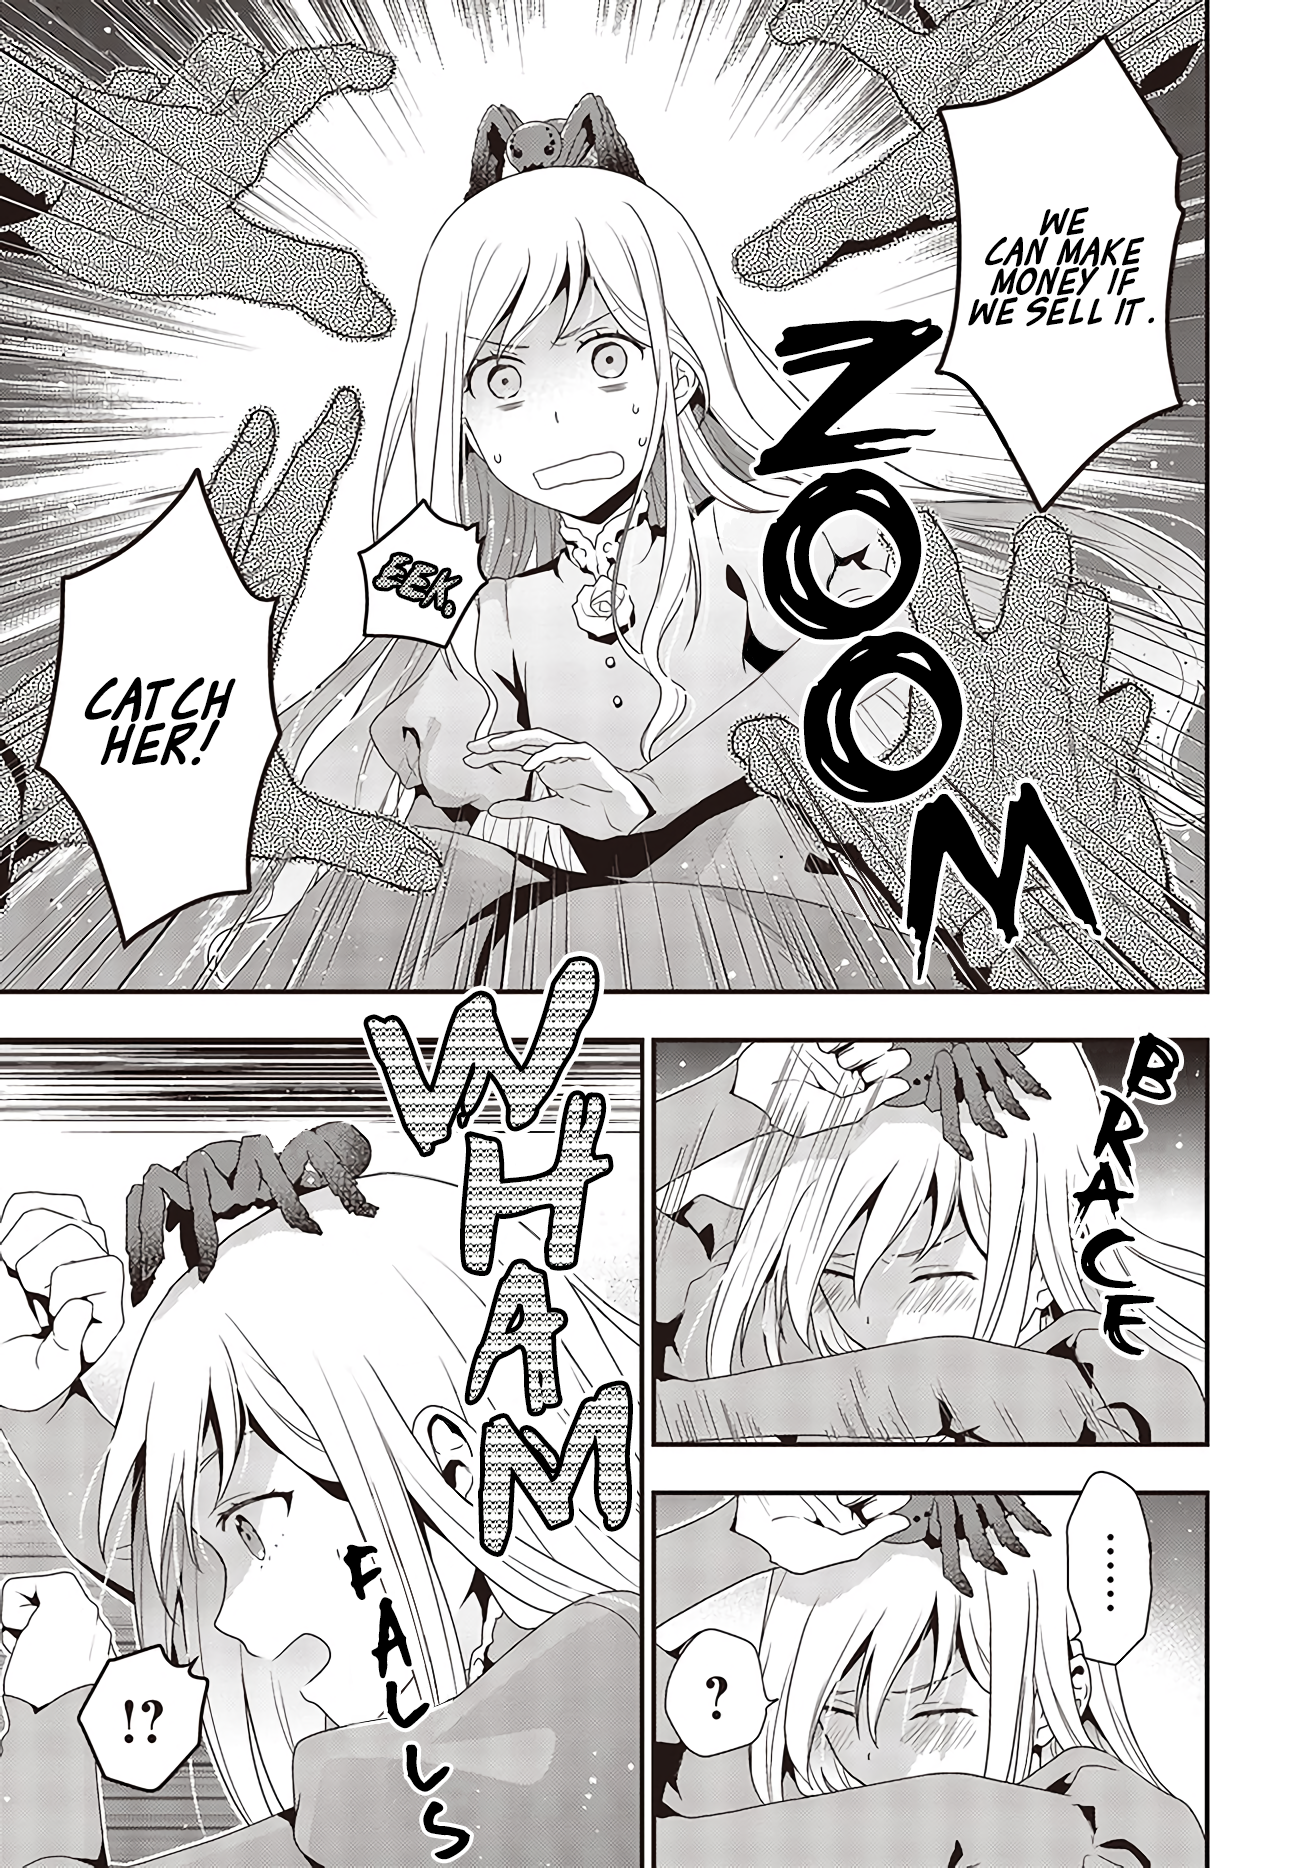 WE
CAN MAKE
MONEY IF
WE SELL IT.
ZOOM
EEK.
CATCH
HER!
BRACE
......
?
WHAM
FALLS
!?